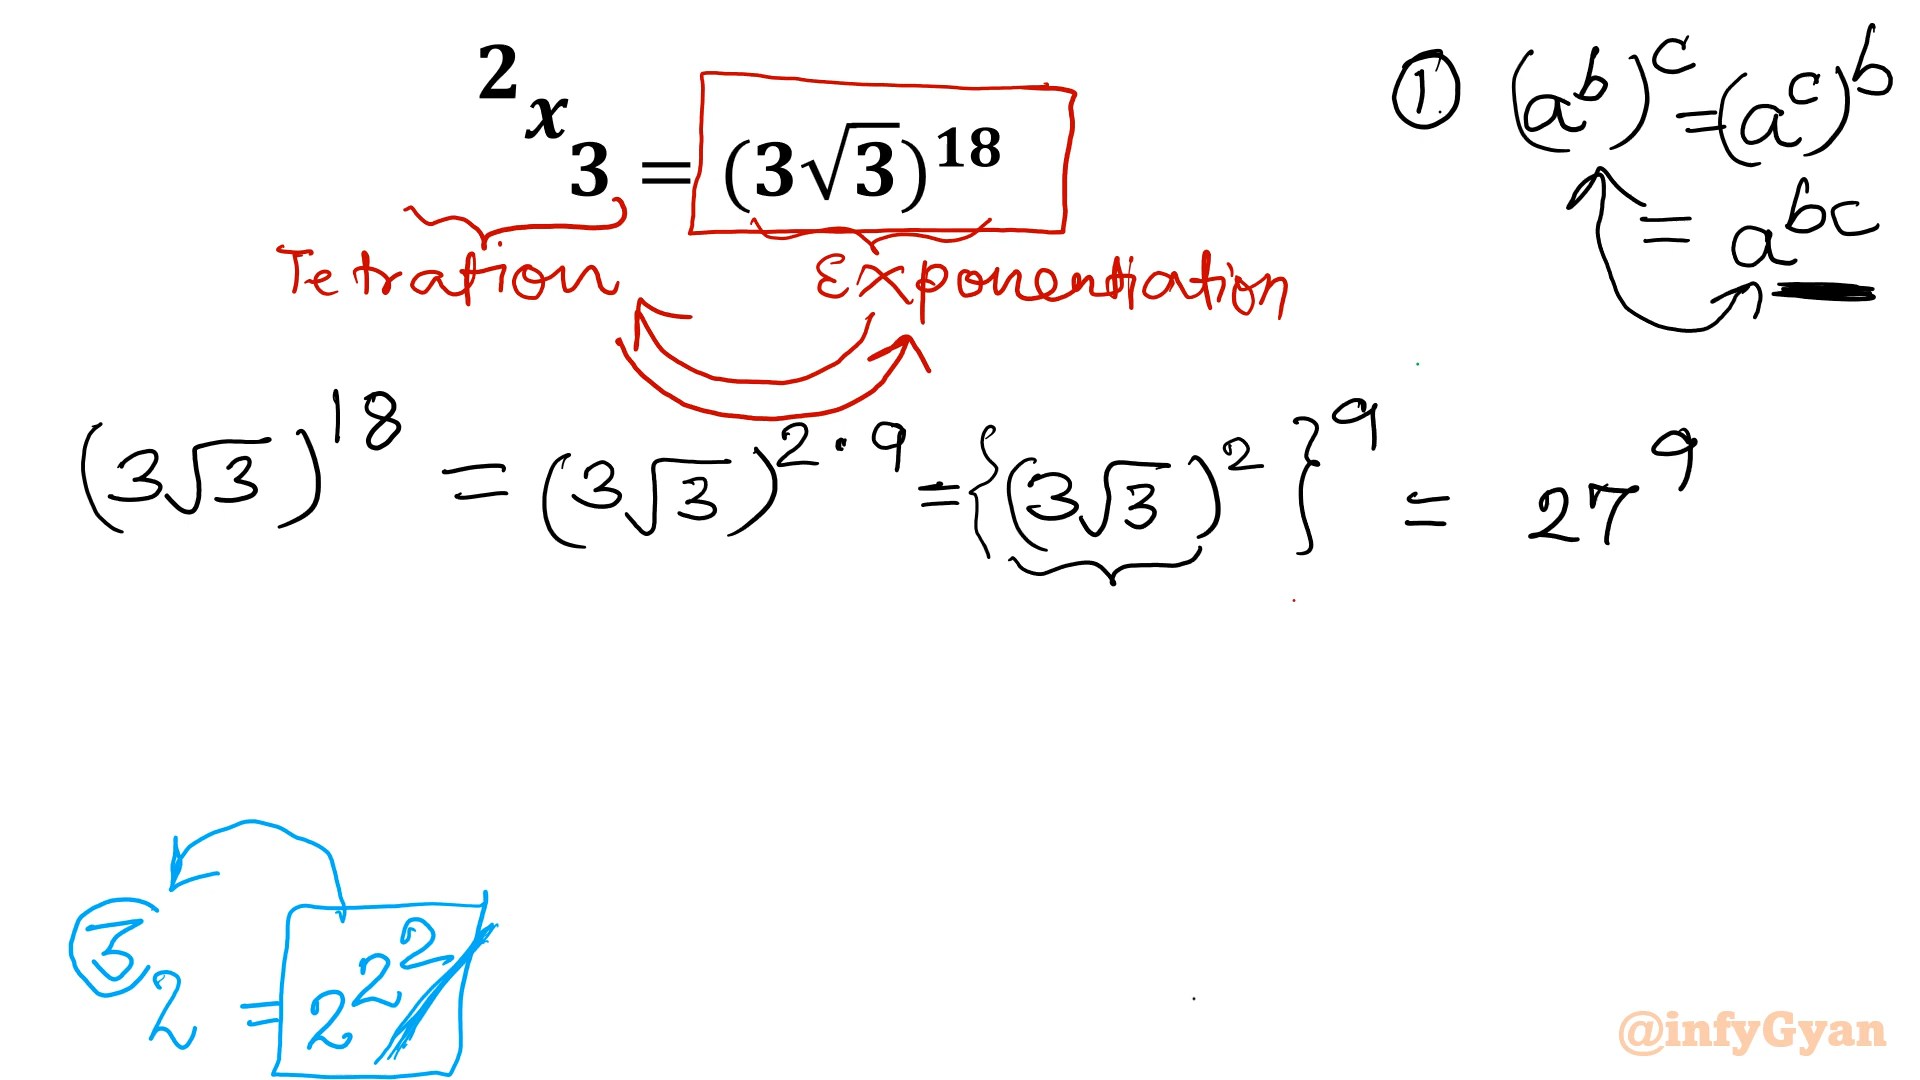 ²ˣ3 = (3√3)¹⁸
① (a^b)^c = (a^c)^b
= a^bc
Tetration Exponentiation
(3√3)¹⁸ = (3√3)²·⁹ = {(3√3)²}⁹ = 27⁹
³2 = 2^2^2
@infyGyan